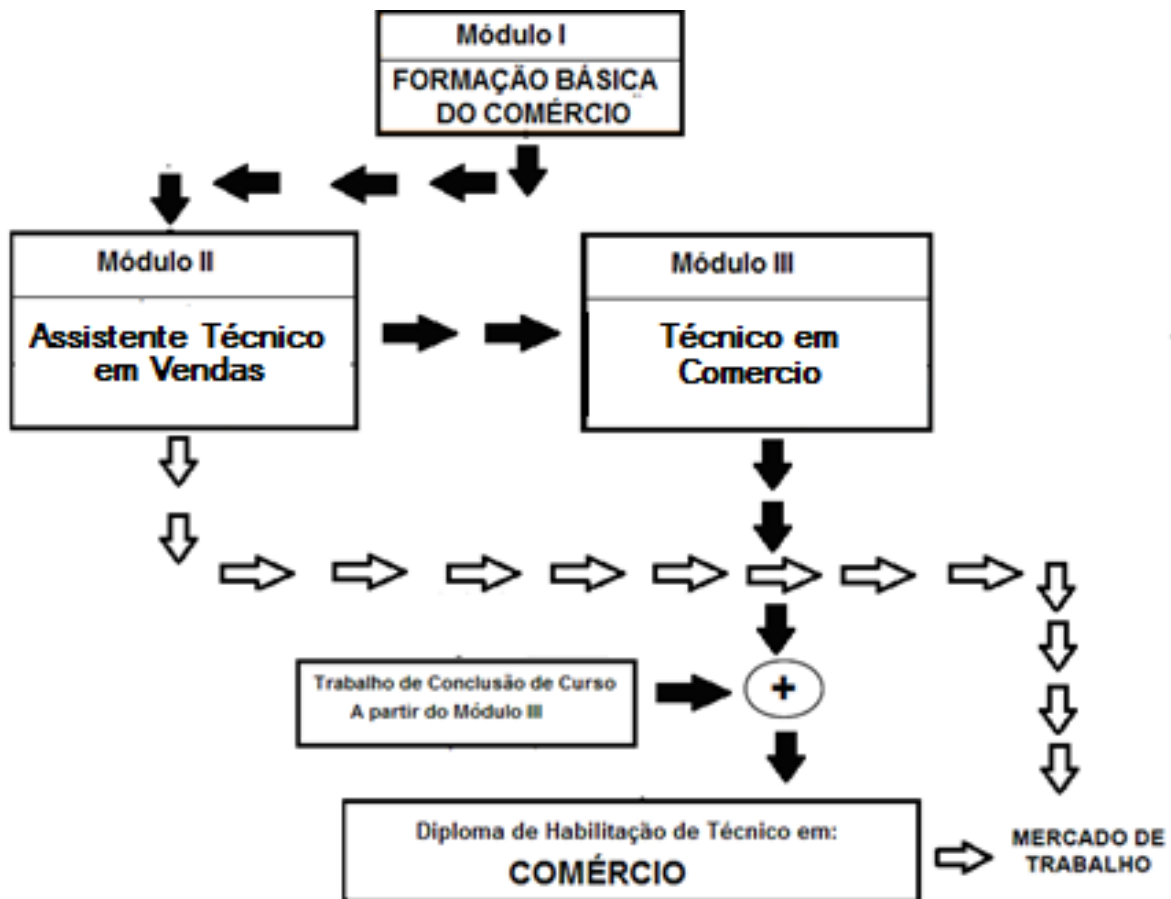 Módulo I
FORMAÇÃO BÁSICA
DO COMÉRCIO
Módulo II
Assistente Técnico
em Vendas
Módulo III
Técnico em
Comercio
Trabalho de Conclusão de Curso
A partir do Módulo III
+
Diploma de Habilitação de Técnico em:
COMÉRCIO
MERCADO DE
TRABALHO